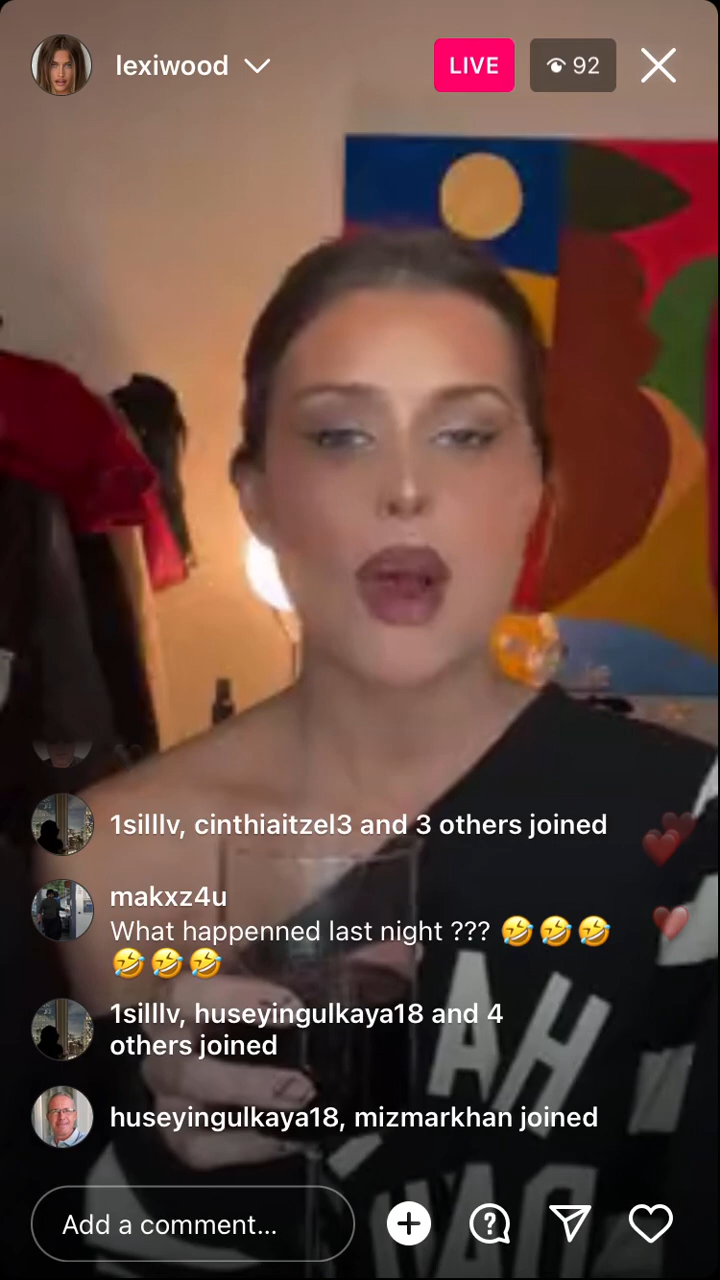 lexiwood
LIVE
92
1silllv, cinthiaitzel3 and 3 others joined
makxz4u
What happenned last night ??? 🤣🤣🤣
🤣🤣🤣
1silllv, huseyingulkaya18 and 4
others joined
huseyingulkaya18, mizmarkhan joined
AH
Add a comment...